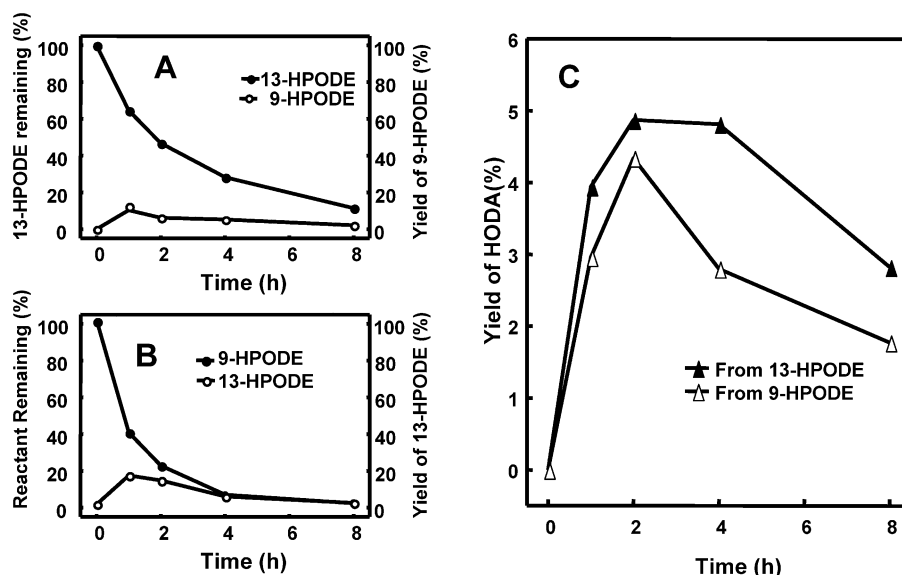 A
13-HPODE remaining (%)
Yield of 9-HPODE (%)
100
80
60
40
20
0
100
80
60
40
20
0
13-HPODE
9-HPODE
0 2 4 6 8
Time (h)
B
Reactant Remaining (%)
Yield of 13-HPODE (%)
100
80
60
40
20
0
100
80
60
40
20
0
9-HPODE
13-HPODE
0 2 4 6 8
Time (h)
C
Yield of HODA(%)
6
5
4
3
2
1
0
From 13-HPODE
From 9-HPODE
0 2 4 6 8
Time (h)